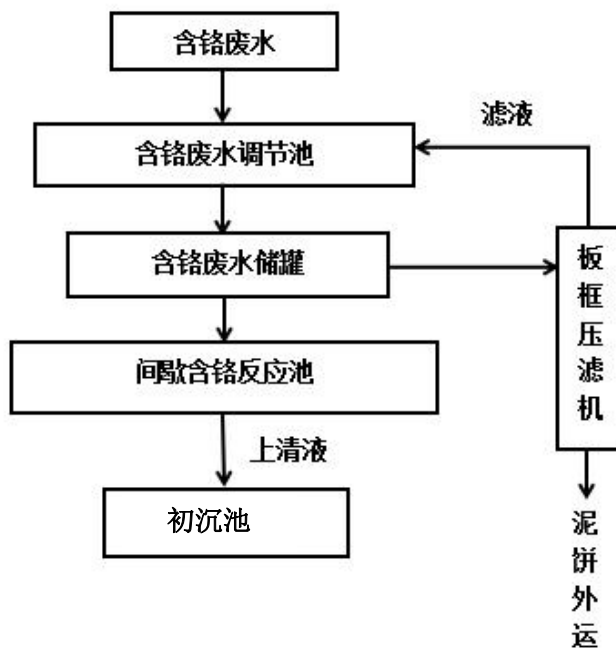 含铬废水
滤液
含铬废水调节池
含铬废水储罐
板框压滤机
间歇含铬反应池
上清液
初沉池
泥饼外运